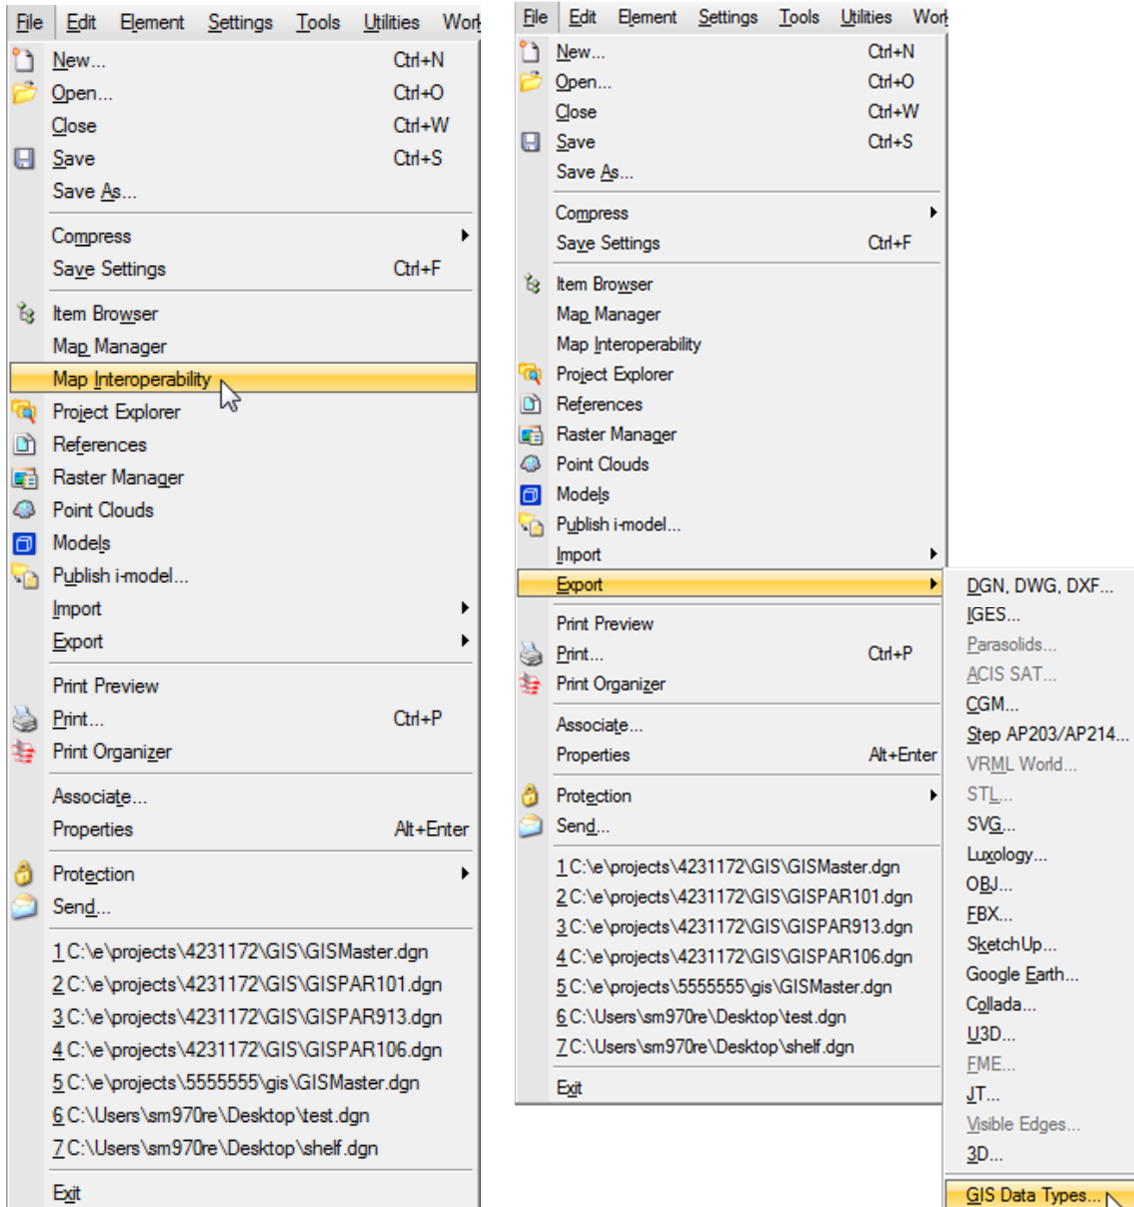 File Edit Element Settings Tools Utilities Work
New... Ctrl+N
Open... Ctrl+O
Close Ctrl+W
Save Ctrl+S
Save As...
Compress
Save Settings Ctrl+F
Item Browser
Map Manager
Map Interoperability
Project Explorer
References
Raster Manager
Point Clouds
Models
Publish i-model...
Import
Export
Print Preview
Print... Ctrl+P
Print Organizer
Associate...
Properties Alt+Enter
Protection
Send...
1 C:\e\projects\4231172\GIS\GISMaster.dgn
2 C:\e\projects\4231172\GIS\GISPAR101.dgn
3 C:\e\projects\4231172\GIS\GISPAR913.dgn
4 C:\e\projects\4231172\GIS\GISPAR106.dgn
5 C:\e\projects\5555555\gis\GISMaster.dgn
6 C:\Users\sm970re\Desktop\test.dgn
7 C:\Users\sm970re\Desktop\shelf.dgn
Exit
File Edit Element Settings Tools Utilities Work
New... Ctrl+N
Open... Ctrl+O
Close Ctrl+W
Save Ctrl+S
Save As...
Compress
Save Settings Ctrl+F
Item Browser
Map Manager
Map Interoperability
Project Explorer
References
Raster Manager
Point Clouds
Models
Publish i-model...
Import
Export
Print Preview
Print... Ctrl+P
Print Organizer
Associate...
Properties Alt+Enter
Protection
Send...
1 C:\e\projects\4231172\GIS\GISMaster.dgn
2 C:\e\projects\4231172\GIS\GISPAR101.dgn
3 C:\e\projects\4231172\GIS\GISPAR913.dgn
4 C:\e\projects\4231172\GIS\GISPAR106.dgn
5 C:\e\projects\5555555\gis\GISMaster.dgn
6 C:\Users\sm970re\Desktop\test.dgn
7 C:\Users\sm970re\Desktop\shelf.dgn
Exit
DGN, DWG, DXF...
IGES...
Parasolids...
ACIS SAT...
CGM...
Step AP203/AP214...
VRML World...
STL...
SVG...
Luxology...
OBJ...
FBX...
SketchUp...
Google Earth...
Collada...
U3D...
FME...
JT...
Visible Edges...
3D...
GIS Data Types...